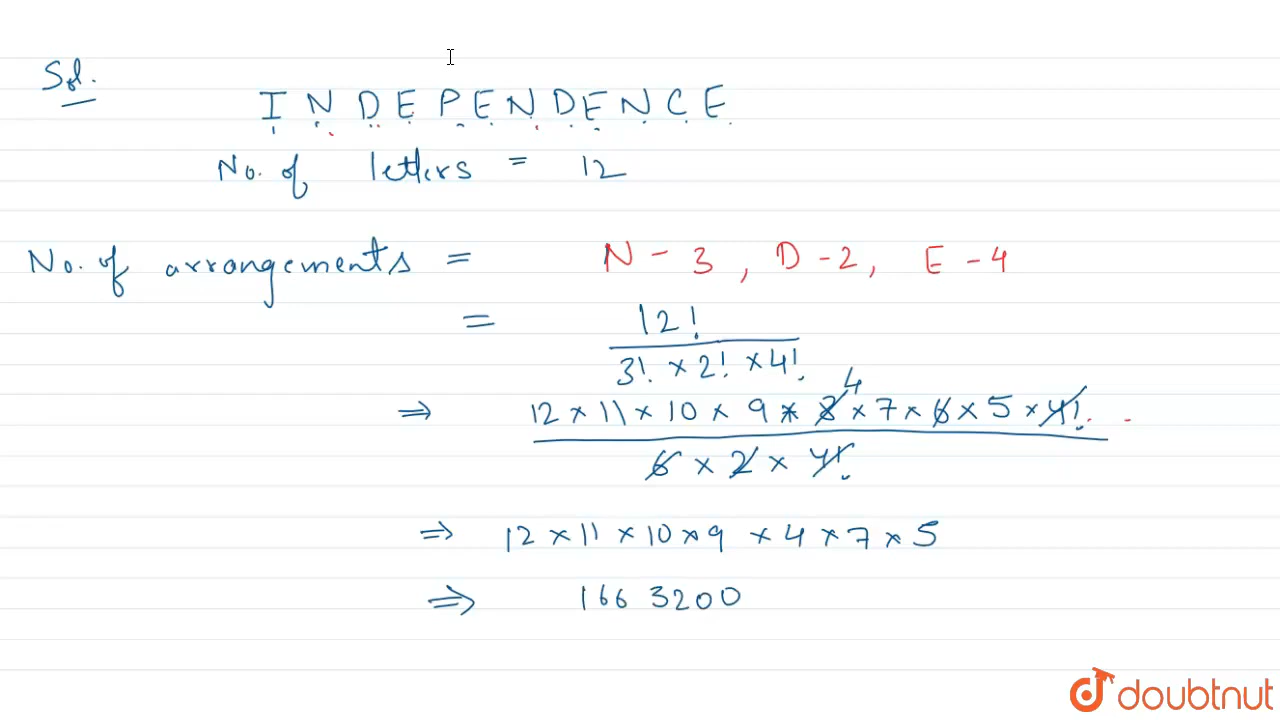 Sol.
I N D E P E N D E N C E
No. of letters = 12
No. of arrangements = N - 3, D - 2, E - 4
= 12!
3! × 2! × 4!
4
⇒ 12 × 11 × 10 × 9 × 8 × 7 × 6 × 5 × 4!
6 × 2 × 4!
⇒ 12 × 11 × 10 × 9 × 4 × 7 × 5
⇒ 1663200
doubtnut